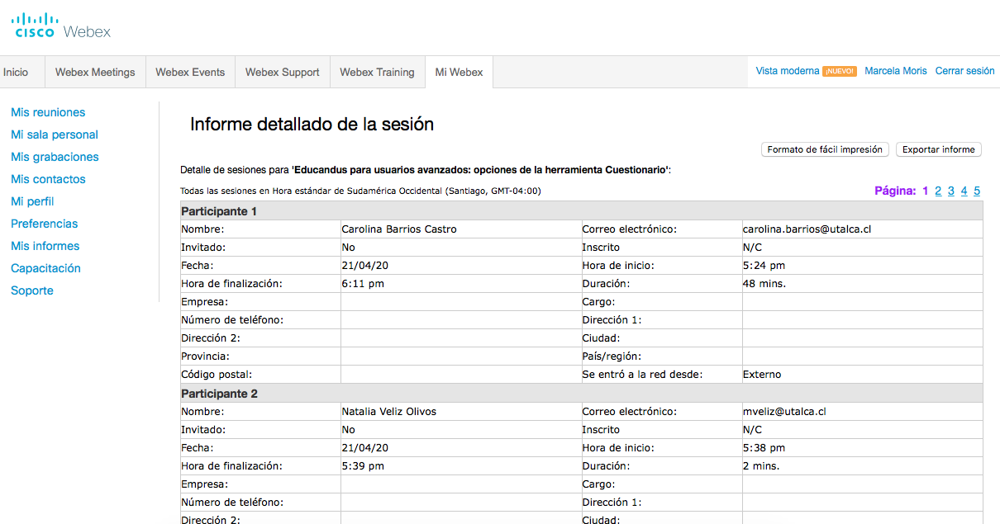 CISCO Webex
Inicio Webex Meetings Webex Events Webex Support Webex Training Mi Webex Vista moderna ¡NUEVO! Marcela Moris Cerrar sesión
Mis reuniones
Mi sala personal
Mis grabaciones
Mis contactos
Mi perfil
Preferencias
Mis informes
Capacitación
Soporte
Informe detallado de la sesión
Formato de fácil impresión Exportar informe
Detalle de sesiones para 'Educandus para usuarios avanzados: opciones de la herramienta Cuestionario':
Todas las sesiones en Hora estándar de Sudamérica Occidental (Santiago, GMT-04:00) Página: 1 2 3 4 5
Participante 1
Nombre: Carolina Barrios Castro Correo electrónico: carolina.barrios@utalca.cl
Invitado: No Inscrito N/C
Fecha: 21/04/20 Hora de inicio: 5:24 pm
Hora de finalización: 6:11 pm Duración: 48 mins.
Empresa: Cargo:
Número de teléfono: Dirección 1:
Dirección 2: Ciudad:
Provincia: País/región:
Código postal: Se entró a la red desde: Externo
Participante 2
Nombre: Natalia Veliz Olivos Correo electrónico: mveliz@utalca.cl
Invitado: No Inscrito N/C
Fecha: 21/04/20 Hora de inicio: 5:38 pm
Hora de finalización: 5:39 pm Duración: 2 mins.
Empresa: Cargo:
Número de teléfono: Dirección 1:
Dirección 2: Ciudad: